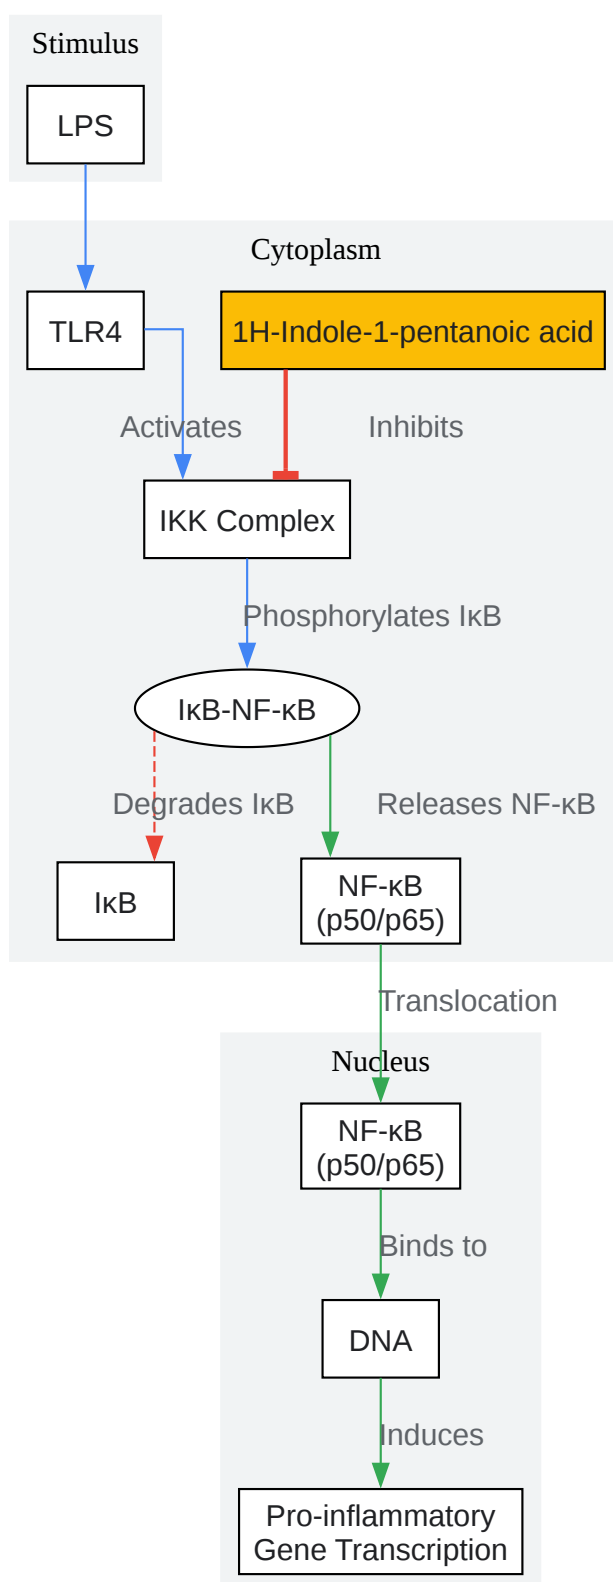 Stimulus
LPS
Cytoplasm
TLR4
1H-Indole-1-pentanoic acid
Activates
Inhibits
IKK Complex
Phosphorylates IκB
IκB-NF-κB
Degrades IκB
Releases NF-κB
IκB
NF-κB
(p50/p65)
Translocation
Nucleus
NF-κB
(p50/p65)
Binds to
DNA
Induces
Pro-inflammatory
Gene Transcription